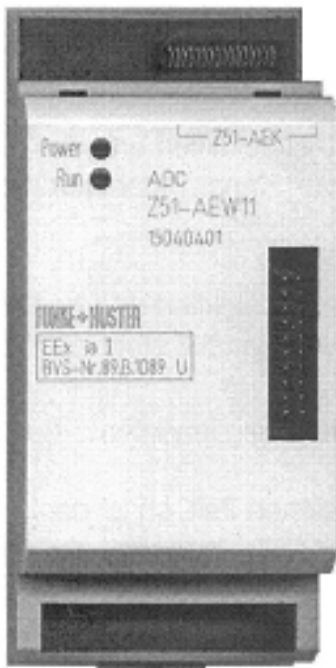 Z51-AEK
Power
Run
ADC
Z51-AEW11
15040401
FUNKE+HUSTER
EEx ia I
BVS-Nr.89.B.1089 U